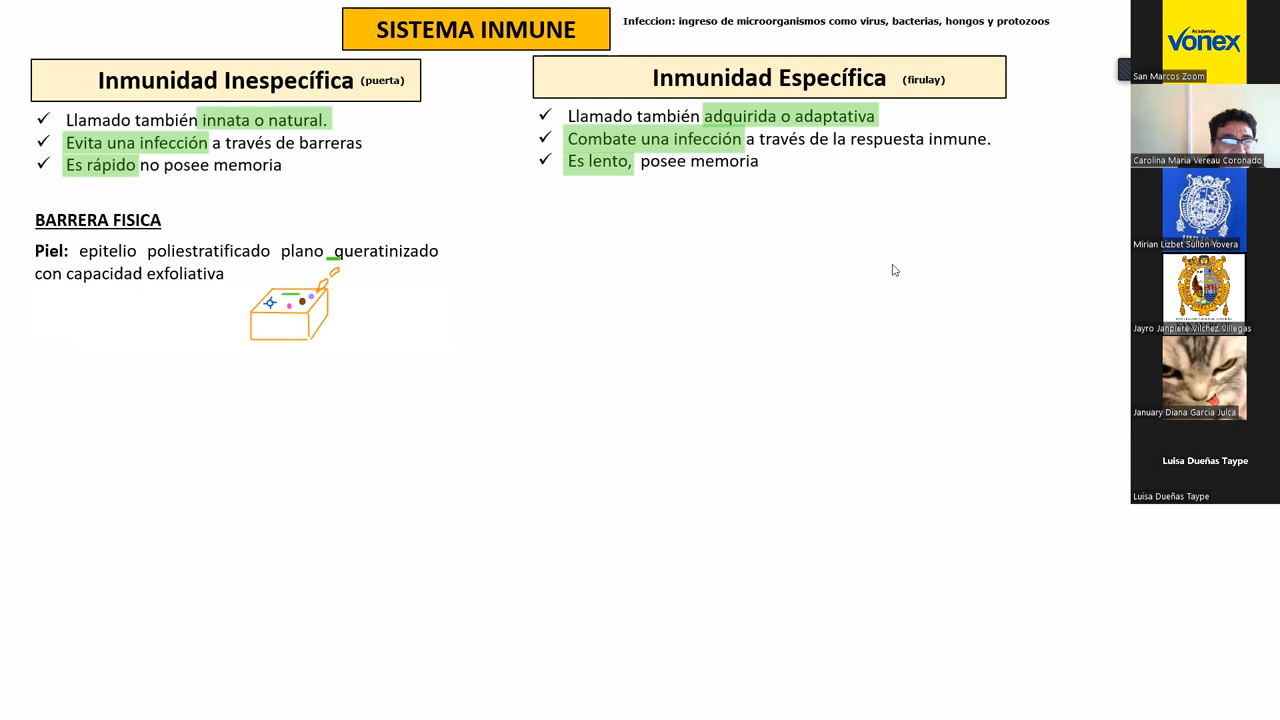 SISTEMA INMUNE
Infeccion: ingreso de microorganismos como virus, bacterias, hongos y protozoos
Inmunidad Inespecífica (puerta)
✓ Llamado también innata o natural.
✓ Evita una infección a través de barreras
✓ Es rápido no posee memoria
BARRERA FISICA
Piel: epitelio poliestratificado plano queratinizado
con capacidad exfoliativa
Inmunidad Específica (firulay)
✓ Llamado también adquirida o adaptativa
✓ Combate una infección a través de la respuesta inmune.
✓ Es lento, posee memoria
Academia
vonex
San Marcos Zoom
Carolina Maria Vereau Coronado
Mirian Lizbet Sullon Yovera
Jayro Janpiere Vilchez Villegas
January Diana Garcia Julca
Luisa Dueñas Taype
Luisa Dueñas Taype